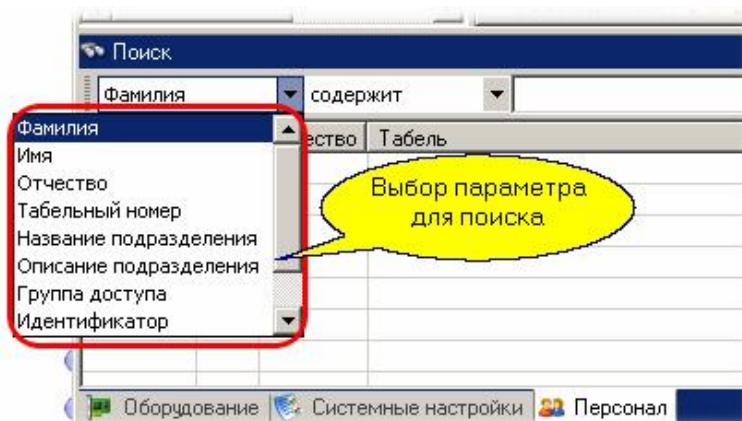 Поиск
Фамилия содержит
Фамилия
Имя
Отчество
Табельный номер
Название подразделения
Описание подразделения
Группа доступа
Идентификатор
ество Табель
Выбор параметра
для поиска
Оборудование Системные настройки Персонал